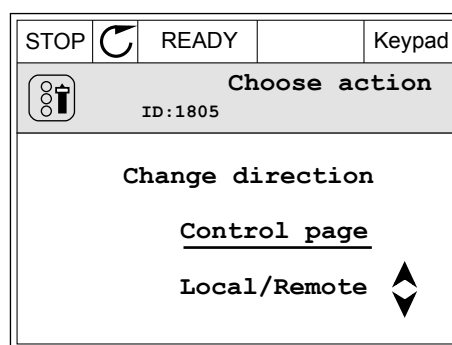 STOP READY Keypad
Choose action
ID:1805
Change direction
Control page
Local/Remote